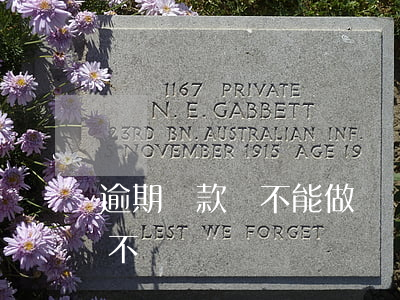 1167 PRIVATE
N. E. GABBETT
23RD BN. AUSTRALIAN INF.
NOVEMBER 1915 AGE 19
逾期 款 不能做
LEST WE FORGET
不